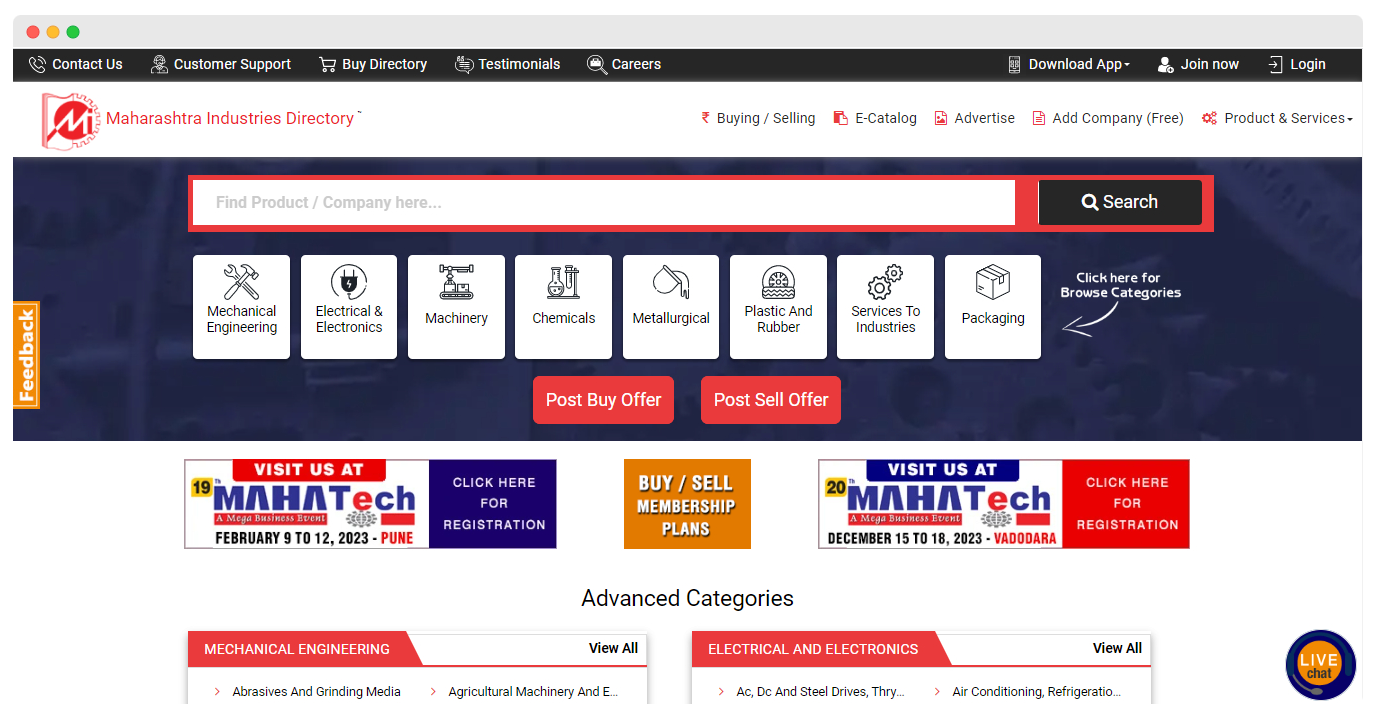 Contact Us Customer Support Buy Directory Testimonials Careers Download App Join now Login
Mi Maharashtra Industries Directory ₹ Buying / Selling E-Catalog Advertise Add Company (Free) Product & Services
Find Product / Company here... Search
Mechanical Engineering
Electrical & Electronics
Machinery
Chemicals
Metallurgical
Plastic And Rubber
Services To Industries
Packaging
Click here for
Browse Categories
Feedback
Post Buy Offer Post Sell Offer
VISIT US AT
19Th MAHATech
A Mega Business Event
FEBRUARY 9 TO 12, 2023 - PUNE
CLICK HERE
FOR
REGISTRATION
BUY / SELL
MEMBERSHIP
PLANS
VISIT US AT
20Th MAHATech
A Mega Business Event
DECEMBER 15 TO 18, 2023 - VADODARA
CLICK HERE
FOR
REGISTRATION
Advanced Categories
MECHANICAL ENGINEERING View All
Abrasives And Grinding Media Agricultural Machinery And E...
ELECTRICAL AND ELECTRONICS View All
Ac, Dc And Steel Drives, Thry... Air Conditioning, Refrigeratio...
LIVE
chat